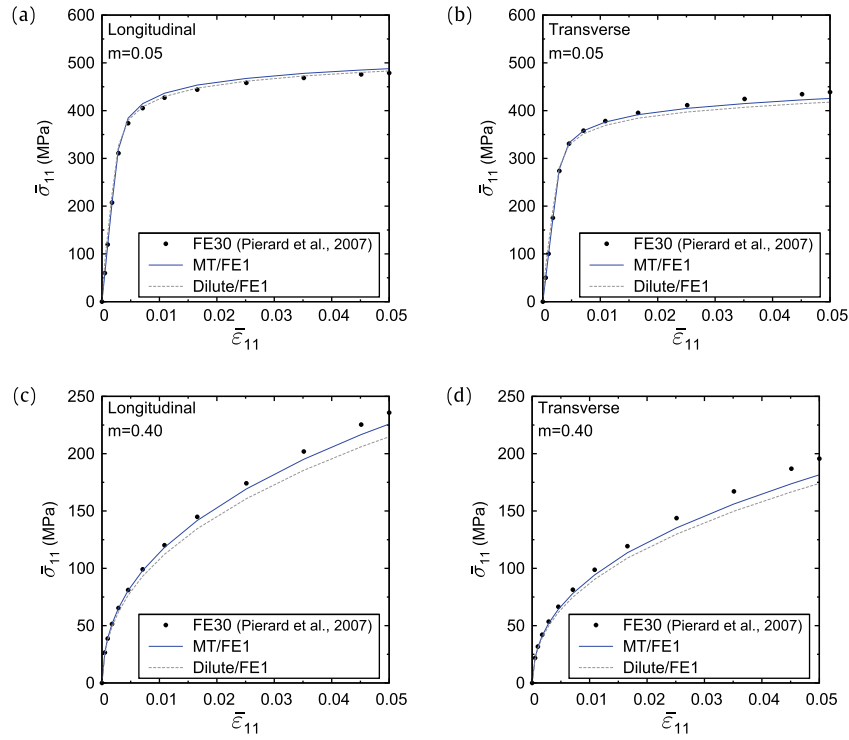 (a)
Longitudinal
m=0.05
600
500
400
300
200
100
0
σ̄11 (MPa)
FE30 (Pierard et al., 2007)
MT/FE1
Dilute/FE1
0 0.01 0.02 0.03 0.04 0.05
ε̄11
(b)
Transverse
m=0.05
600
500
400
300
200
100
0
σ̄11 (MPa)
FE30 (Pierard et al., 2007)
MT/FE1
Dilute/FE1
0 0.01 0.02 0.03 0.04 0.05
ε̄11
(c)
Longitudinal
m=0.40
250
200
150
100
50
0
σ̄11 (MPa)
FE30 (Pierard et al., 2007)
MT/FE1
Dilute/FE1
0 0.01 0.02 0.03 0.04 0.05
ε̄11
(d)
Transverse
m=0.40
250
200
150
100
50
0
σ̄11 (MPa)
FE30 (Pierard et al., 2007)
MT/FE1
Dilute/FE1
0 0.01 0.02 0.03 0.04 0.05
ε̄11